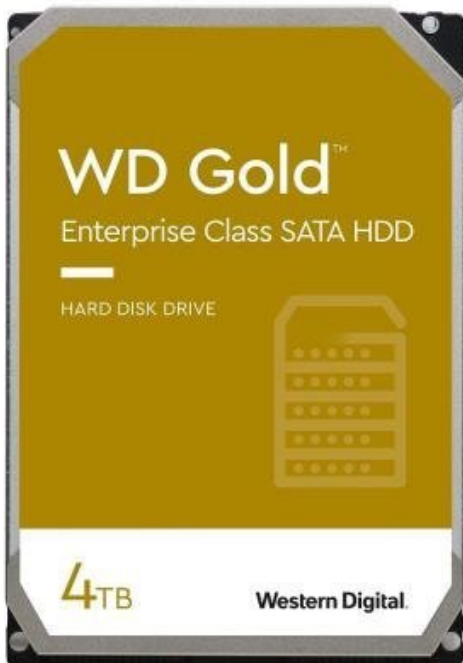 WD Gold™
Enterprise Class SATA HDD
HARD DISK DRIVE
4TB
Western Digital.